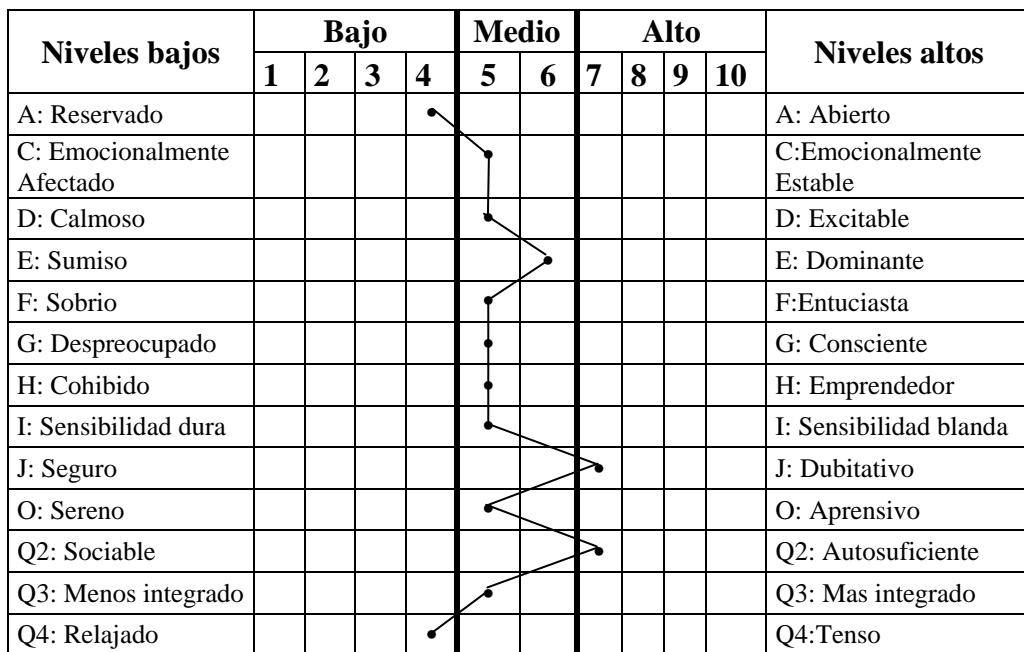 Niveles bajos Bajo Medio Alto Niveles altos
1 2 3 4 5 6 7 8 9 10
A: Reservado A: Abierto
C: Emocionalmente C:Emocionalmente
Afectado Estable
D: Calmoso D: Excitable
E: Sumiso E: Dominante
F: Sobrio F:Entuciasta
G: Despreocupado G: Consciente
H: Cohibido H: Emprendedor
I: Sensibilidad dura I: Sensibilidad blanda
J: Seguro J: Dubitativo
O: Sereno O: Aprensivo
Q2: Sociable Q2: Autosuficiente
Q3: Menos integrado Q3: Mas integrado
Q4: Relajado Q4:Tenso